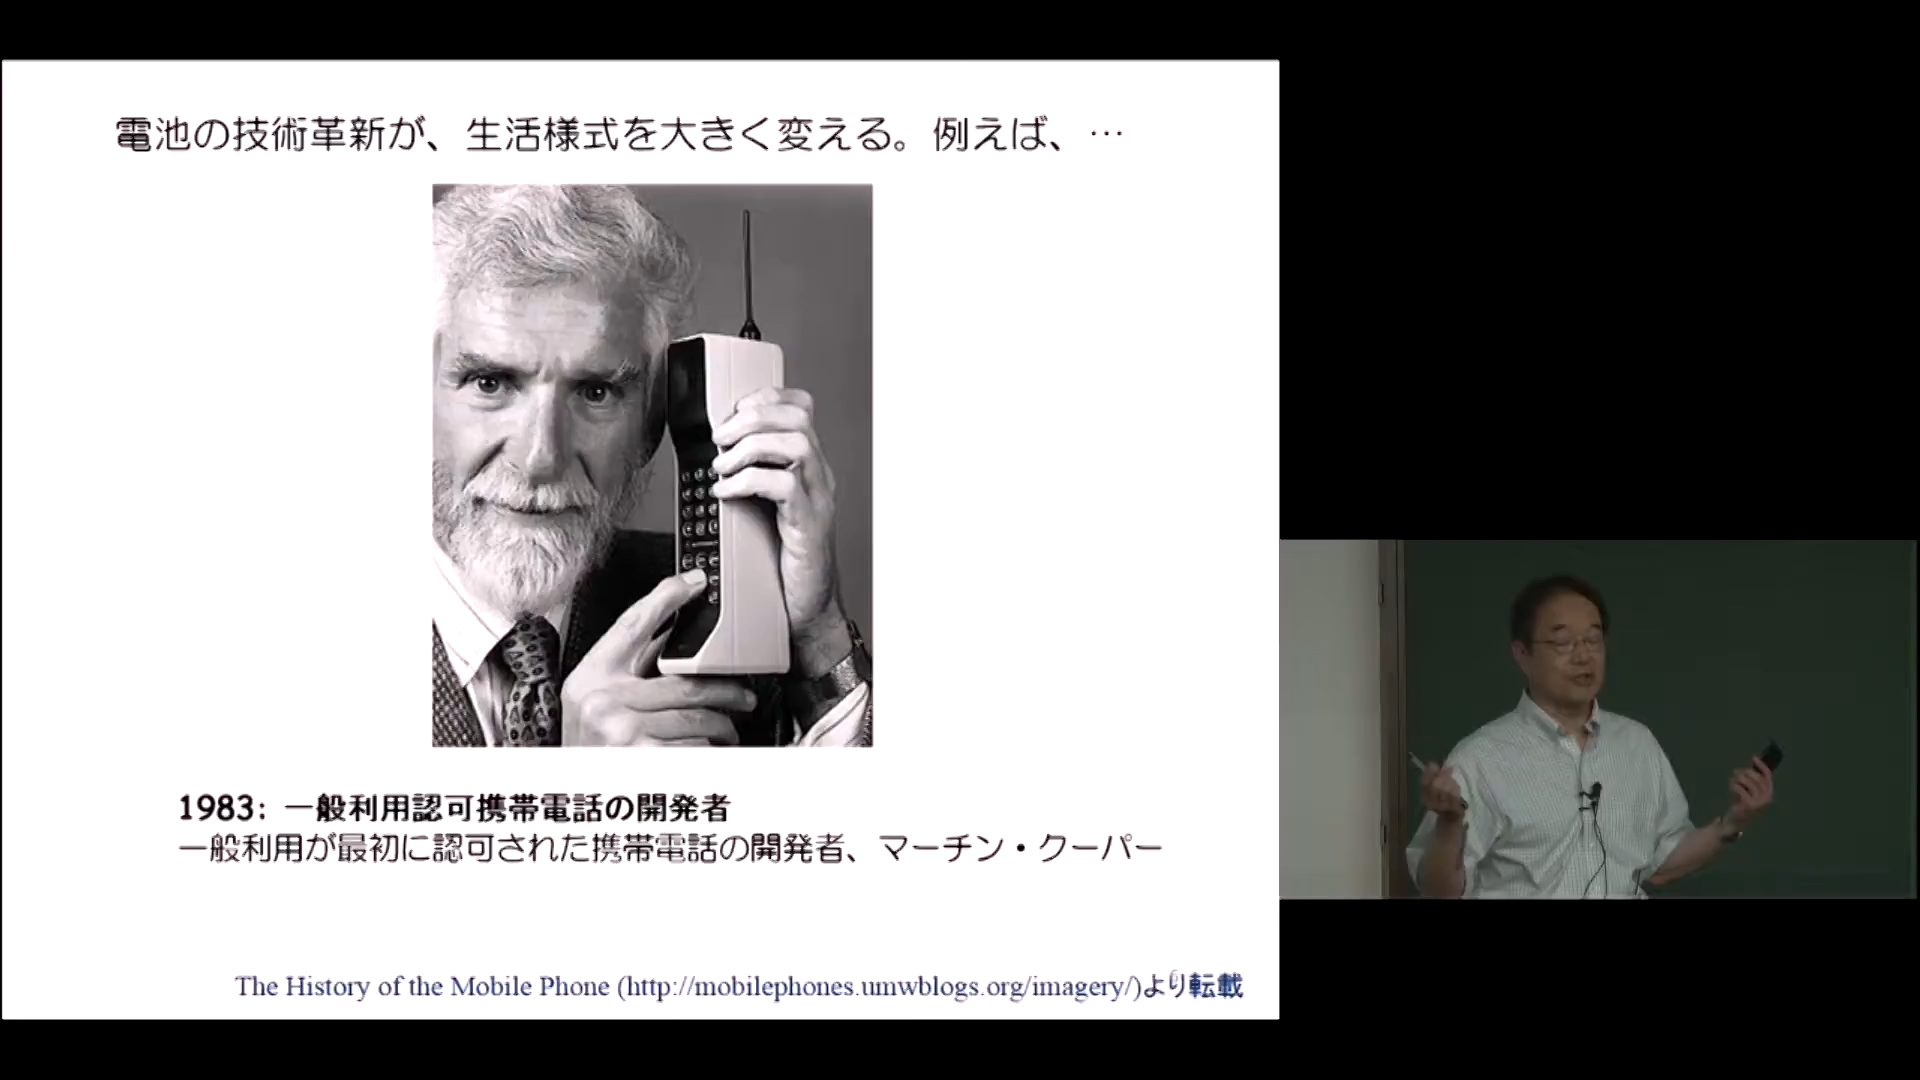 電池の技術革新が、生活様式を大きく変える。例えば、…
1983: 一般利用認可携帯電話の開発者
一般利用が最初に認可された携帯電話の開発者、マーチン・クーパー
The History of the Mobile Phone (http://mobilephones.umwblogs.org/imagery/)より転載
6